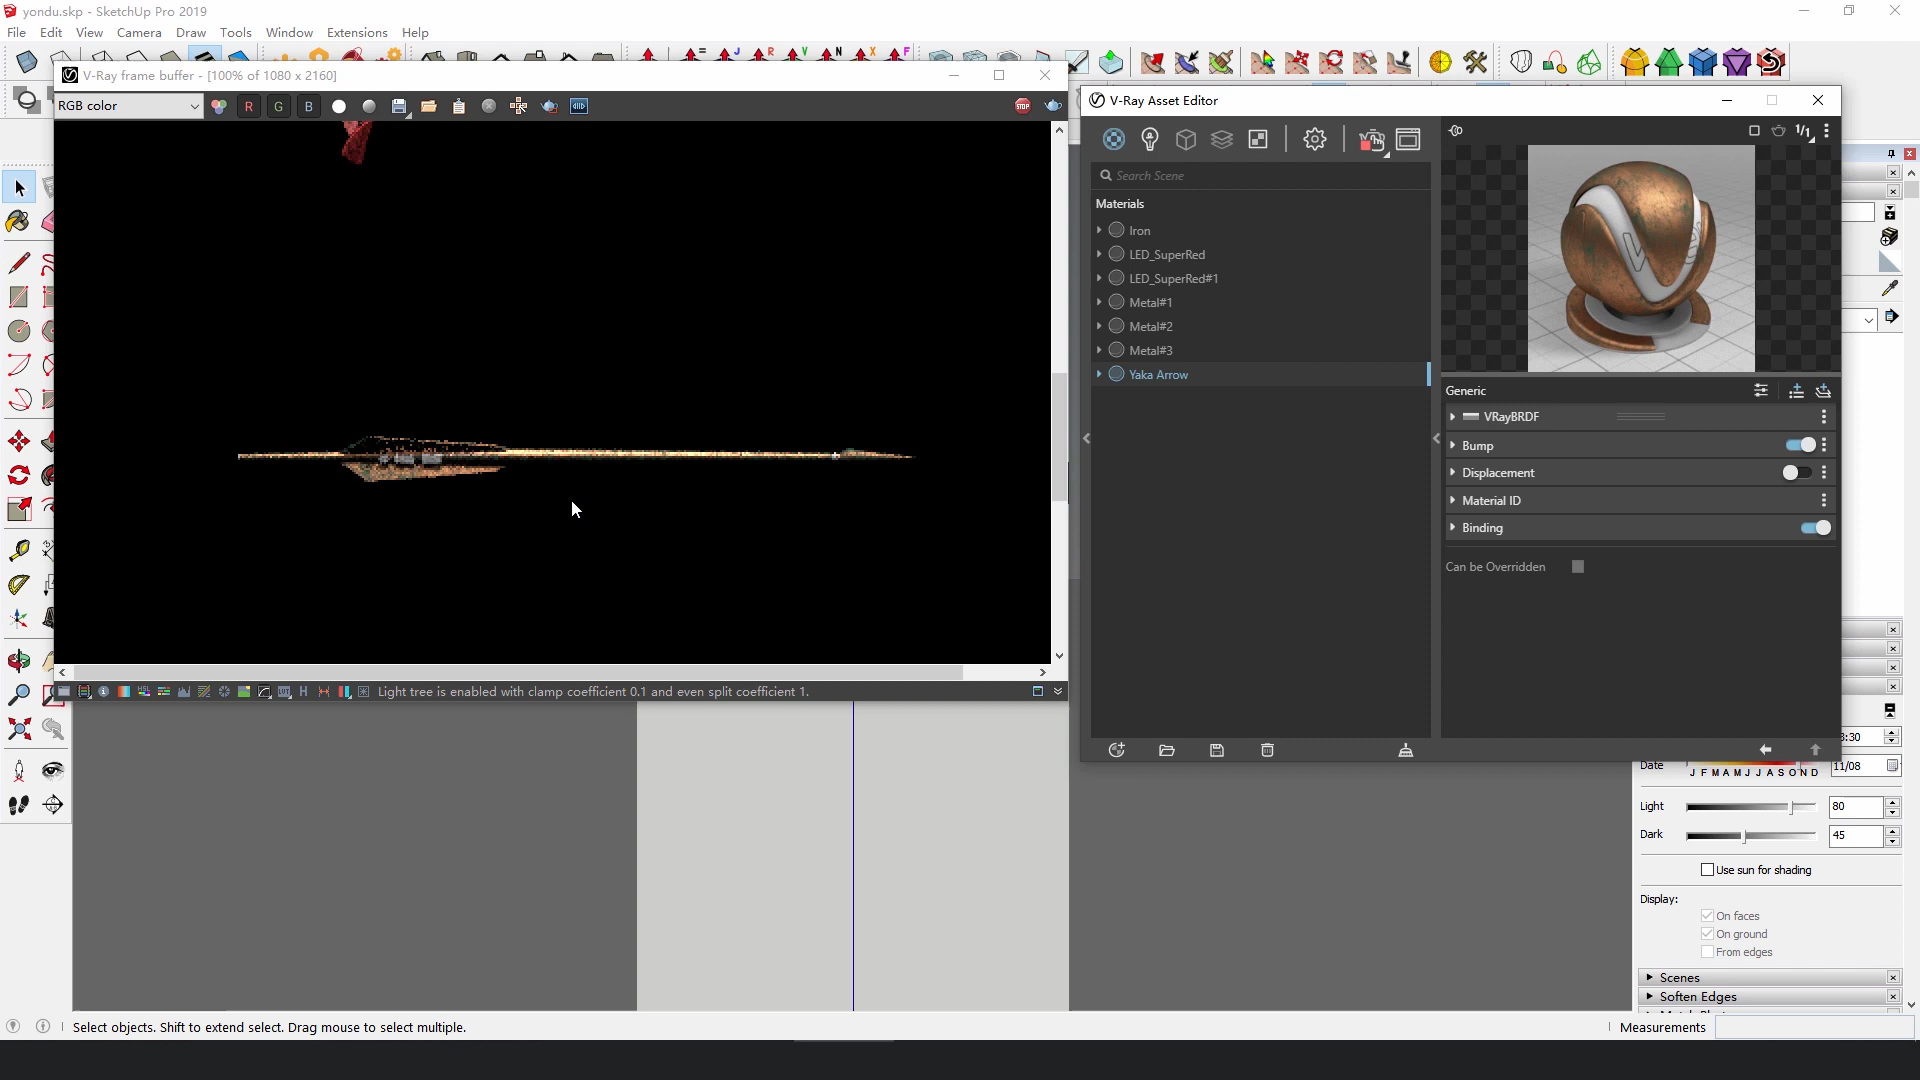 yondu.skp - SketchUp Pro 2019
File Edit View Camera Draw Tools Window Extensions Help
V-Ray frame buffer - [100% of 1080 x 2160]
RGB color
R G B
STOP
Light tree is enabled with clamp coefficient 0.1 and even split coefficient 1.
V-Ray Asset Editor
1/1
Search Scene
Materials
Iron
LED_SuperRed
LED_SuperRed#1
Metal#1
Metal#2
Metal#3
Yaka Arrow
Generic
VRayBRDF
Bump
Displacement
Material ID
Binding
Can be Overridden
:30
Date
J F M A M J J A S O N D
11/08
Light
80
Dark
45
Use sun for shading
Display:
On faces
On ground
From edges
Scenes
Soften Edges
Select objects. Shift to extend select. Drag mouse to select multiple.
Measurements